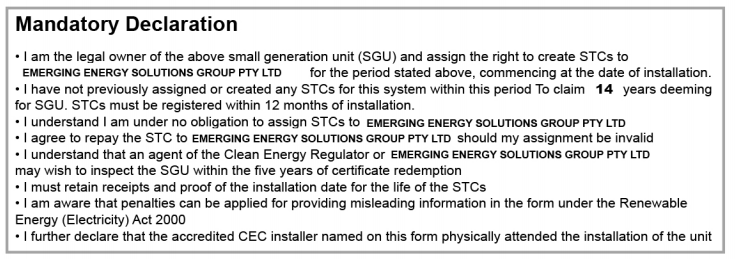 Mandatory Declaration
• I am the legal owner of the above small generation unit (SGU) and assign the right to create STCs to
EMERGING ENERGY SOLUTIONS GROUP PTY LTD for the period stated above, commencing at the date of installation.
• I have not previously assigned or created any STCs for this system within this period To claim 14 years deeming
for SGU. STCs must be registered within 12 months of installation.
• I understand I am under no obligation to assign STCs to EMERGING ENERGY SOLUTIONS GROUP PTY LTD
• I agree to repay the STC to EMERGING ENERGY SOLUTIONS GROUP PTY LTD should my assignment be invalid
• I understand that an agent of the Clean Energy Regulator or EMERGING ENERGY SOLUTIONS GROUP PTY LTD
may wish to inspect the SGU within the five years of certificate redemption
• I must retain receipts and proof of the installation date for the life of the STCs
• I am aware that penalties can be applied for providing misleading information in the form under the Renewable
Energy (Electricity) Act 2000
• I further declare that the accredited CEC installer named on this form physically attended the installation of the unit